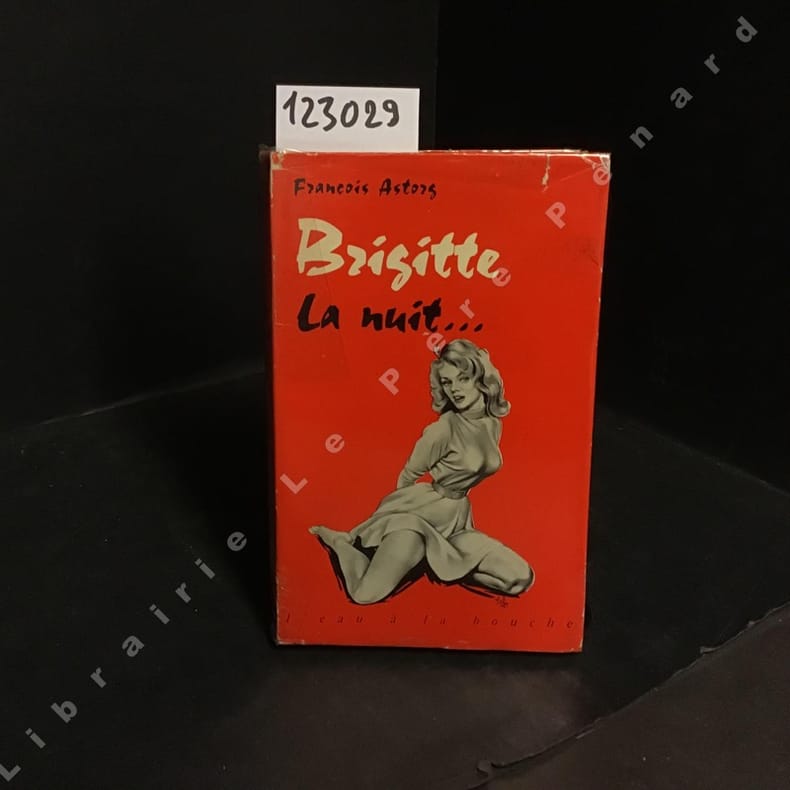 123029
François Astorg
Brigitte
La nuit...
l'eau à la bouche
Librairie Le Père Pénard